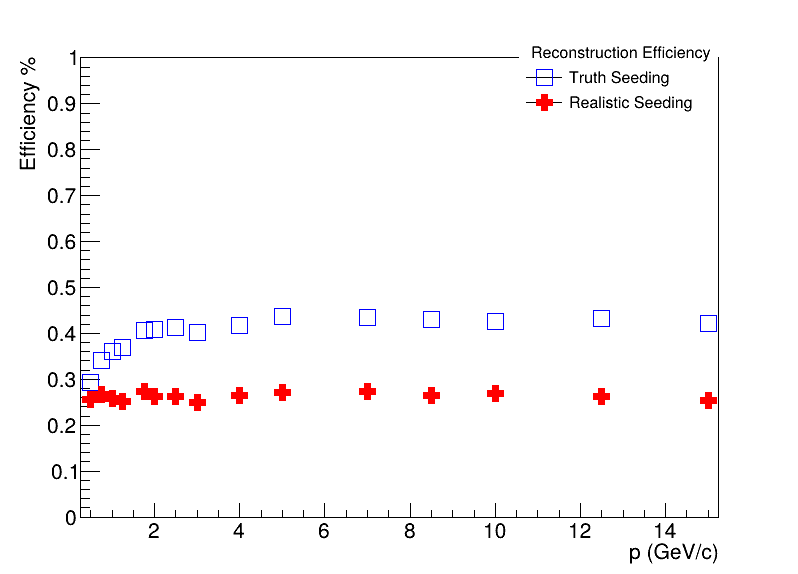 Reconstruction Efficiency
Truth Seeding
Realistic Seeding
Efficiency %
1
0.9
0.8
0.7
0.6
0.5
0.4
0.3
0.2
0.1
0
2 4 6 8 10 12 14
p (GeV/c)